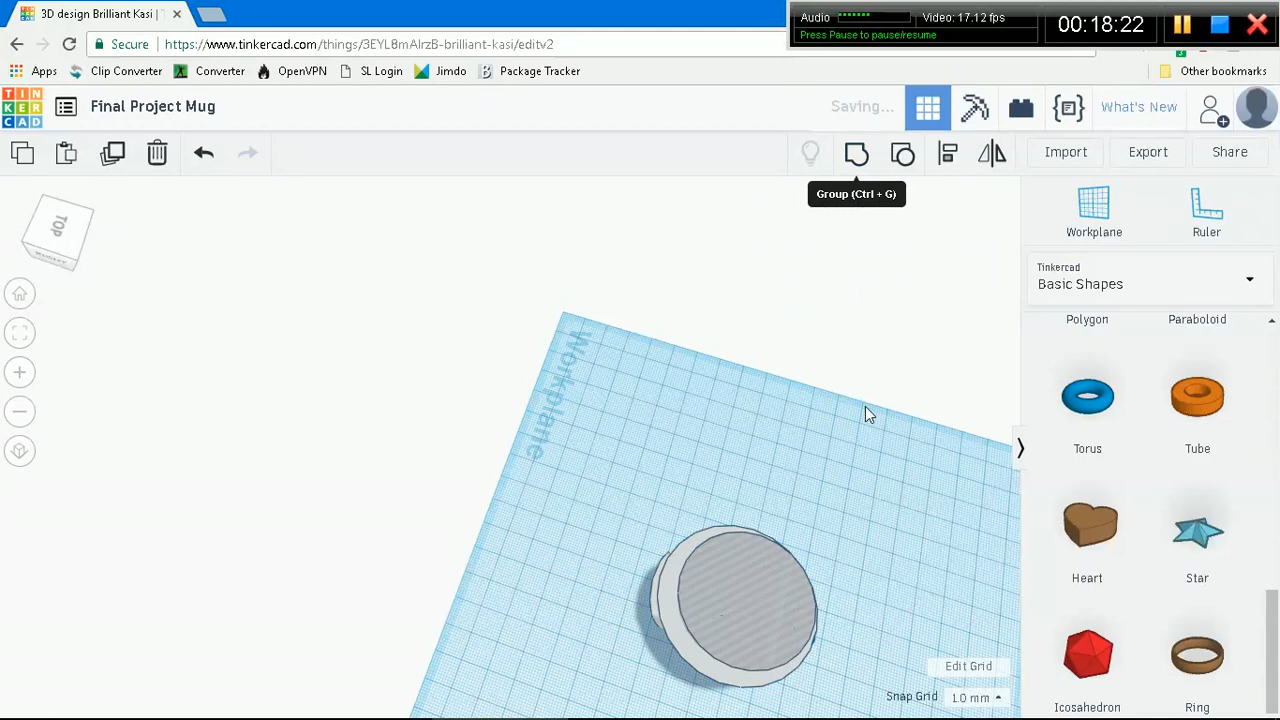 3D design Brilliant Kasi | T
Audio
Video: 17.12 fps
Press Pause to pause/resume
00:18:22
Secure
https://www.tinkercad.com/things/3EYL8mAlrzB-brilliant-kasi/editv2
Apps
Clip Converter
Converter
OpenVPN
SL Login
Jimdo
Package Tracker
Other bookmarks
TIN
KER
CAD
Final Project Mug
Saving...
What's New
Import
Export
Share
Group (Ctrl + G)
TOP
Workplane
Ruler
Tinkercad
Basic Shapes
Polygon
Paraboloid
Workplane
Torus
Tube
Heart
Star
Edit Grid
Snap Grid
1.0 mm
Icosahedron
Ring